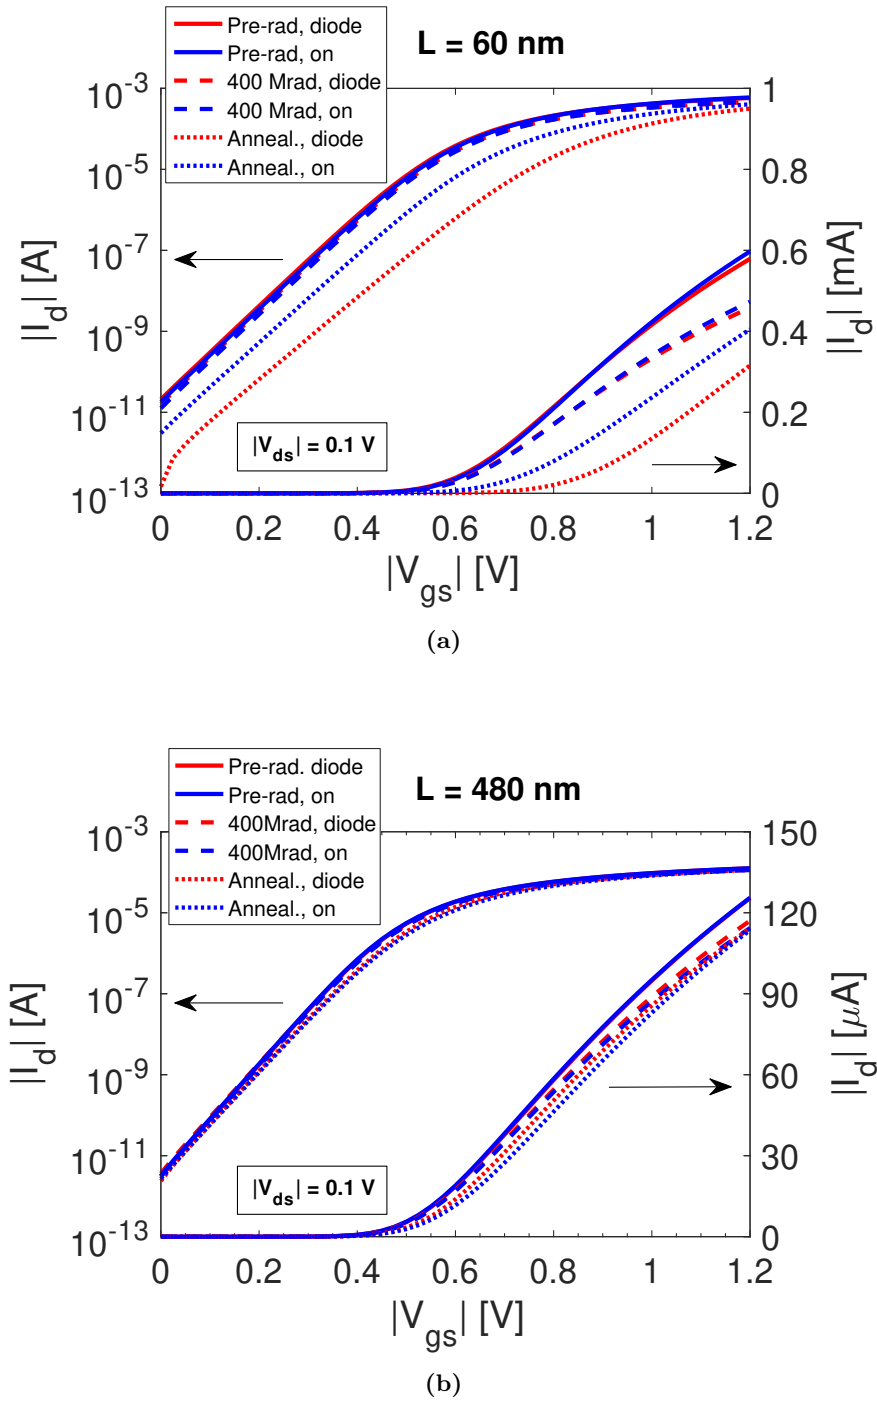 L = 60 nm
Pre-rad, diode
Pre-rad, on
400 Mrad, diode
400 Mrad, on
Anneal., diode
Anneal., on
10^-3
10^-5
10^-7
10^-9
10^-11
10^-13
|I_d| [A]
1
0.8
0.6
0.4
0.2
0
|I_d| [mA]
|V_ds| = 0.1 V
0 0.2 0.4 0.6 0.8 1 1.2
|V_gs| [V]
(a)
L = 480 nm
Pre-rad. diode
Pre-rad, on
400Mrad, diode
400Mrad, on
Anneal., diode
Anneal., on
10^-3
10^-5
10^-7
10^-9
10^-11
10^-13
|I_d| [A]
150
120
90
60
30
0
|I_d| [μA]
|V_ds| = 0.1 V
0 0.2 0.4 0.6 0.8 1 1.2
|V_gs| [V]
(b)